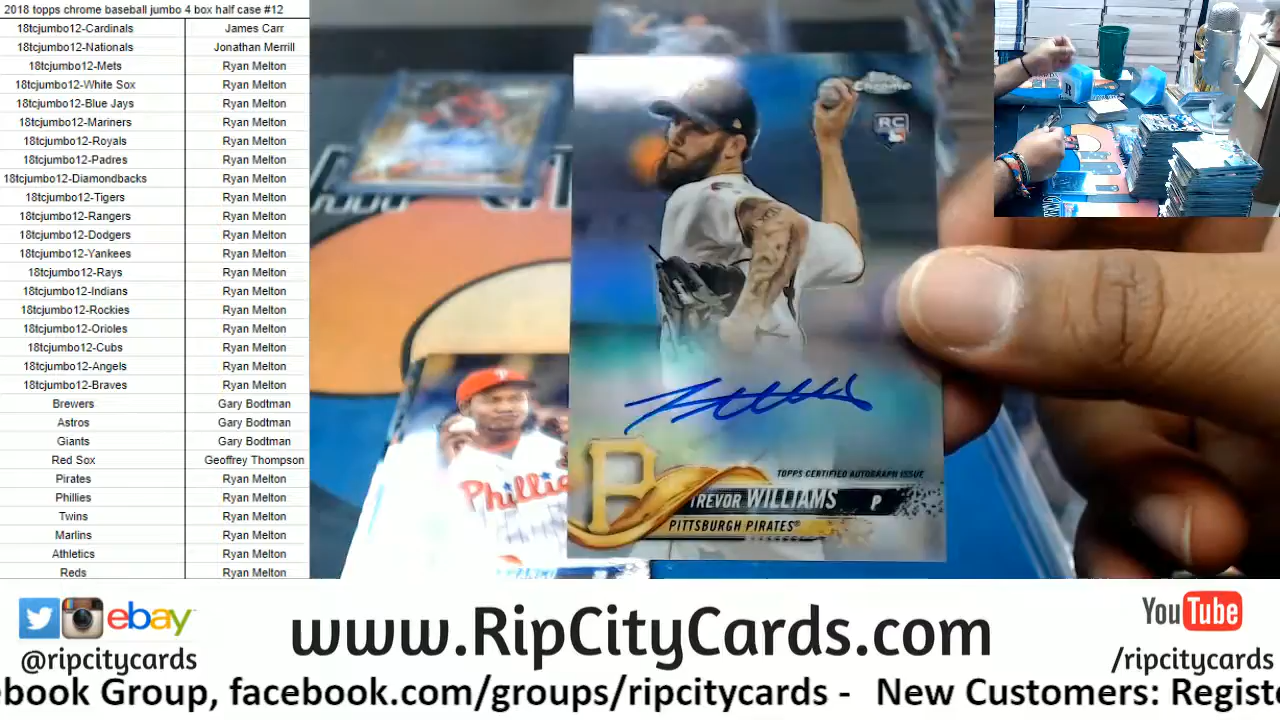 2018 topps chrome baseball jumbo 4 box half case #12
18tcjumbo12-Cardinals James Carr
18tcjumbo12-Nationals Jonathan Merrill
18tcjumbo12-Mets Ryan Melton
18tcjumbo12-White Sox Ryan Melton
18tcjumbo12-Blue Jays Ryan Melton
18tcjumbo12-Mariners Ryan Melton
18tcjumbo12-Royals Ryan Melton
18tcjumbo12-Padres Ryan Melton
18tcjumbo12-Diamondbacks Ryan Melton
18tcjumbo12-Tigers Ryan Melton
18tcjumbo12-Rangers Ryan Melton
18tcjumbo12-Dodgers Ryan Melton
18tcjumbo12-Yankees Ryan Melton
18tcjumbo12-Rays Ryan Melton
18tcjumbo12-Indians Ryan Melton
18tcjumbo12-Rockies Ryan Melton
18tcjumbo12-Orioles Ryan Melton
18tcjumbo12-Cubs Ryan Melton
18tcjumbo12-Angels Ryan Melton
18tcjumbo12-Braves Ryan Melton
Brewers Gary Bodtman
Astros Gary Bodtman
Giants Gary Bodtman
Red Sox Geoffrey Thompson
Pirates Ryan Melton
Phillies Ryan Melton
Twins Ryan Melton
Marlins Ryan Melton
Athletics Ryan Melton
Reds Ryan Melton
Chrome
RC
P
TOPPS CERTIFIED AUTOGRAPH ISSUE
TREVOR WILLIAMS P
PITTSBURGH PIRATES®
P
Phillies
ebay
@ripcitycards
www.RipCityCards.com
YouTube
/ripcitycards
ebook Group, facebook.com/groups/ripcitycards - New Customers: Registe